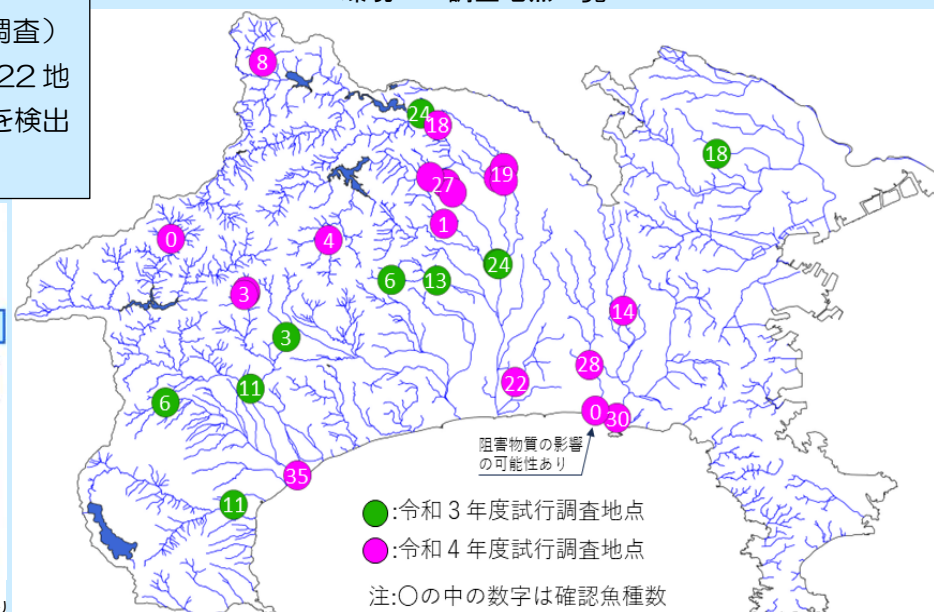 調査)
22地
を検出
8
24
18
18
27
19
0
4
1
24
6
13
3
14
3
28
11
6
22
0
30
阻害物質の影響
の可能性あり
35
11
:令和3年度試行調査地点
:令和4年度試行調査地点
注:〇の中の数字は確認魚種数